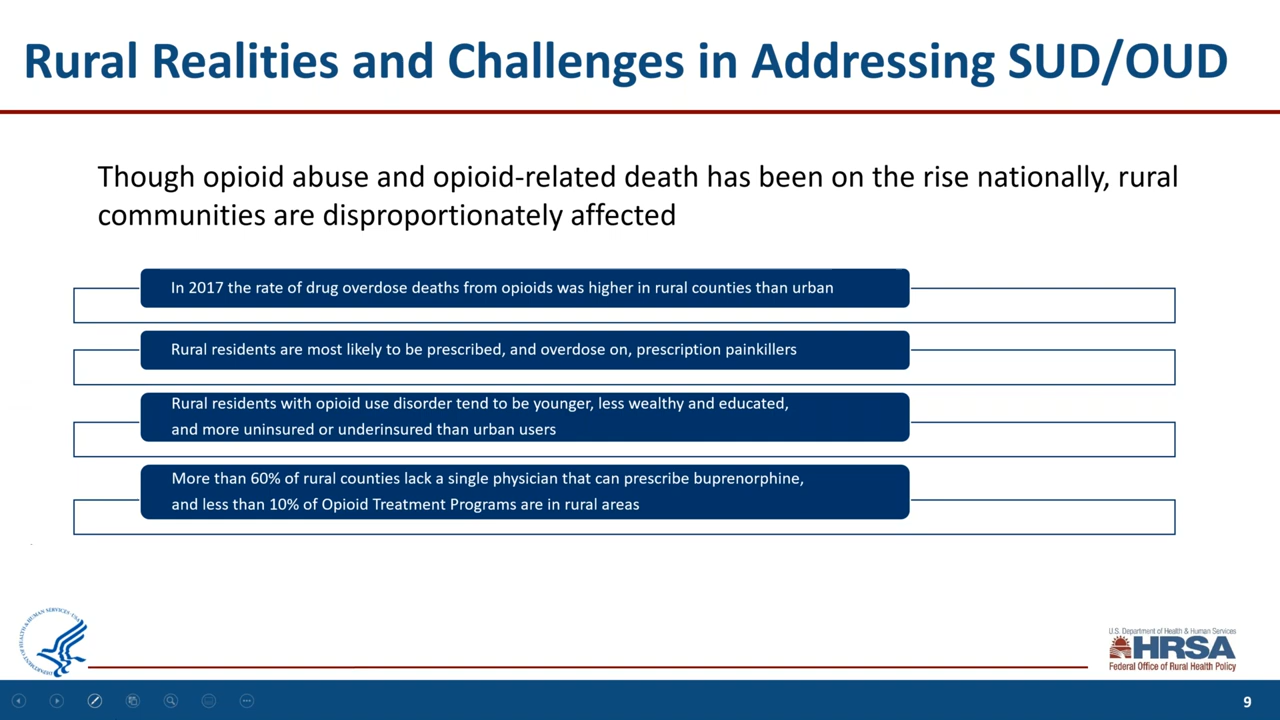 Rural Realities and Challenges in Addressing SUD/OUD
Though opioid abuse and opioid-related death has been on the rise nationally, rural
communities are disproportionately affected
In 2017 the rate of drug overdose deaths from opioids was higher in rural counties than urban
Rural residents are most likely to be prescribed, and overdose on, prescription painkillers
Rural residents with opioid use disorder tend to be younger, less wealthy and educated,
and more uninsured or underinsured than urban users
More than 60% of rural counties lack a single physician that can prescribe buprenorphine,
and less than 10% of Opioid Treatment Programs are in rural areas
DEPARTMENT OF HEALTH & HUMAN SERVICES · USA
U.S. Department of Health & Human Services
HRSA
Federal Office of Rural Health Policy
9